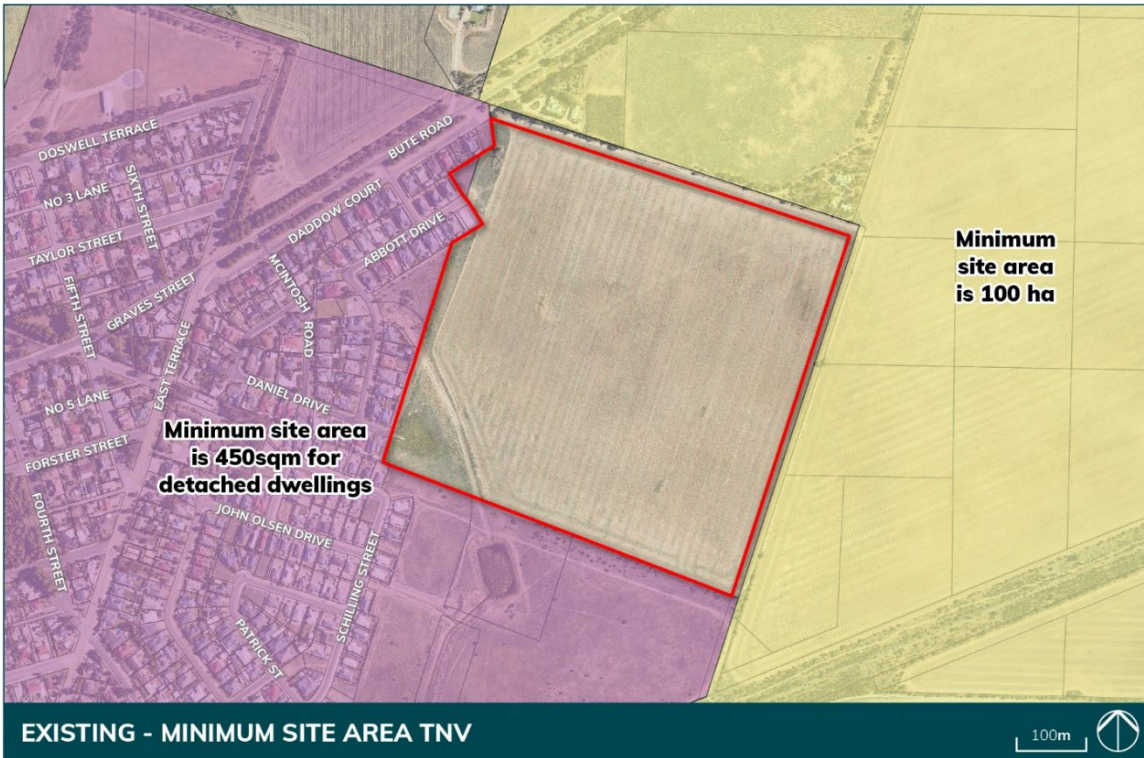 DOSWELL TERRACE
BUTE ROAD
NO 3 LANE
SIXTH STREET
DADDOW COURT
TAYLOR STREET
ABBOTT DRIVE
MCINTOSH ROAD
FIFTH STREET
GRAVES STREET
EAST TERRACE
Minimum
site area
is 100 ha
DANIEL DRIVE
NO 5 LANE
FORSTER STREET
Minimum site area
is 450sqm for
detached dwellings
FOURTH STREET
JOHN OLSEN DRIVE
SCHILLING STREET
PATRICK ST
EXISTING - MINIMUM SITE AREA TNV
100m